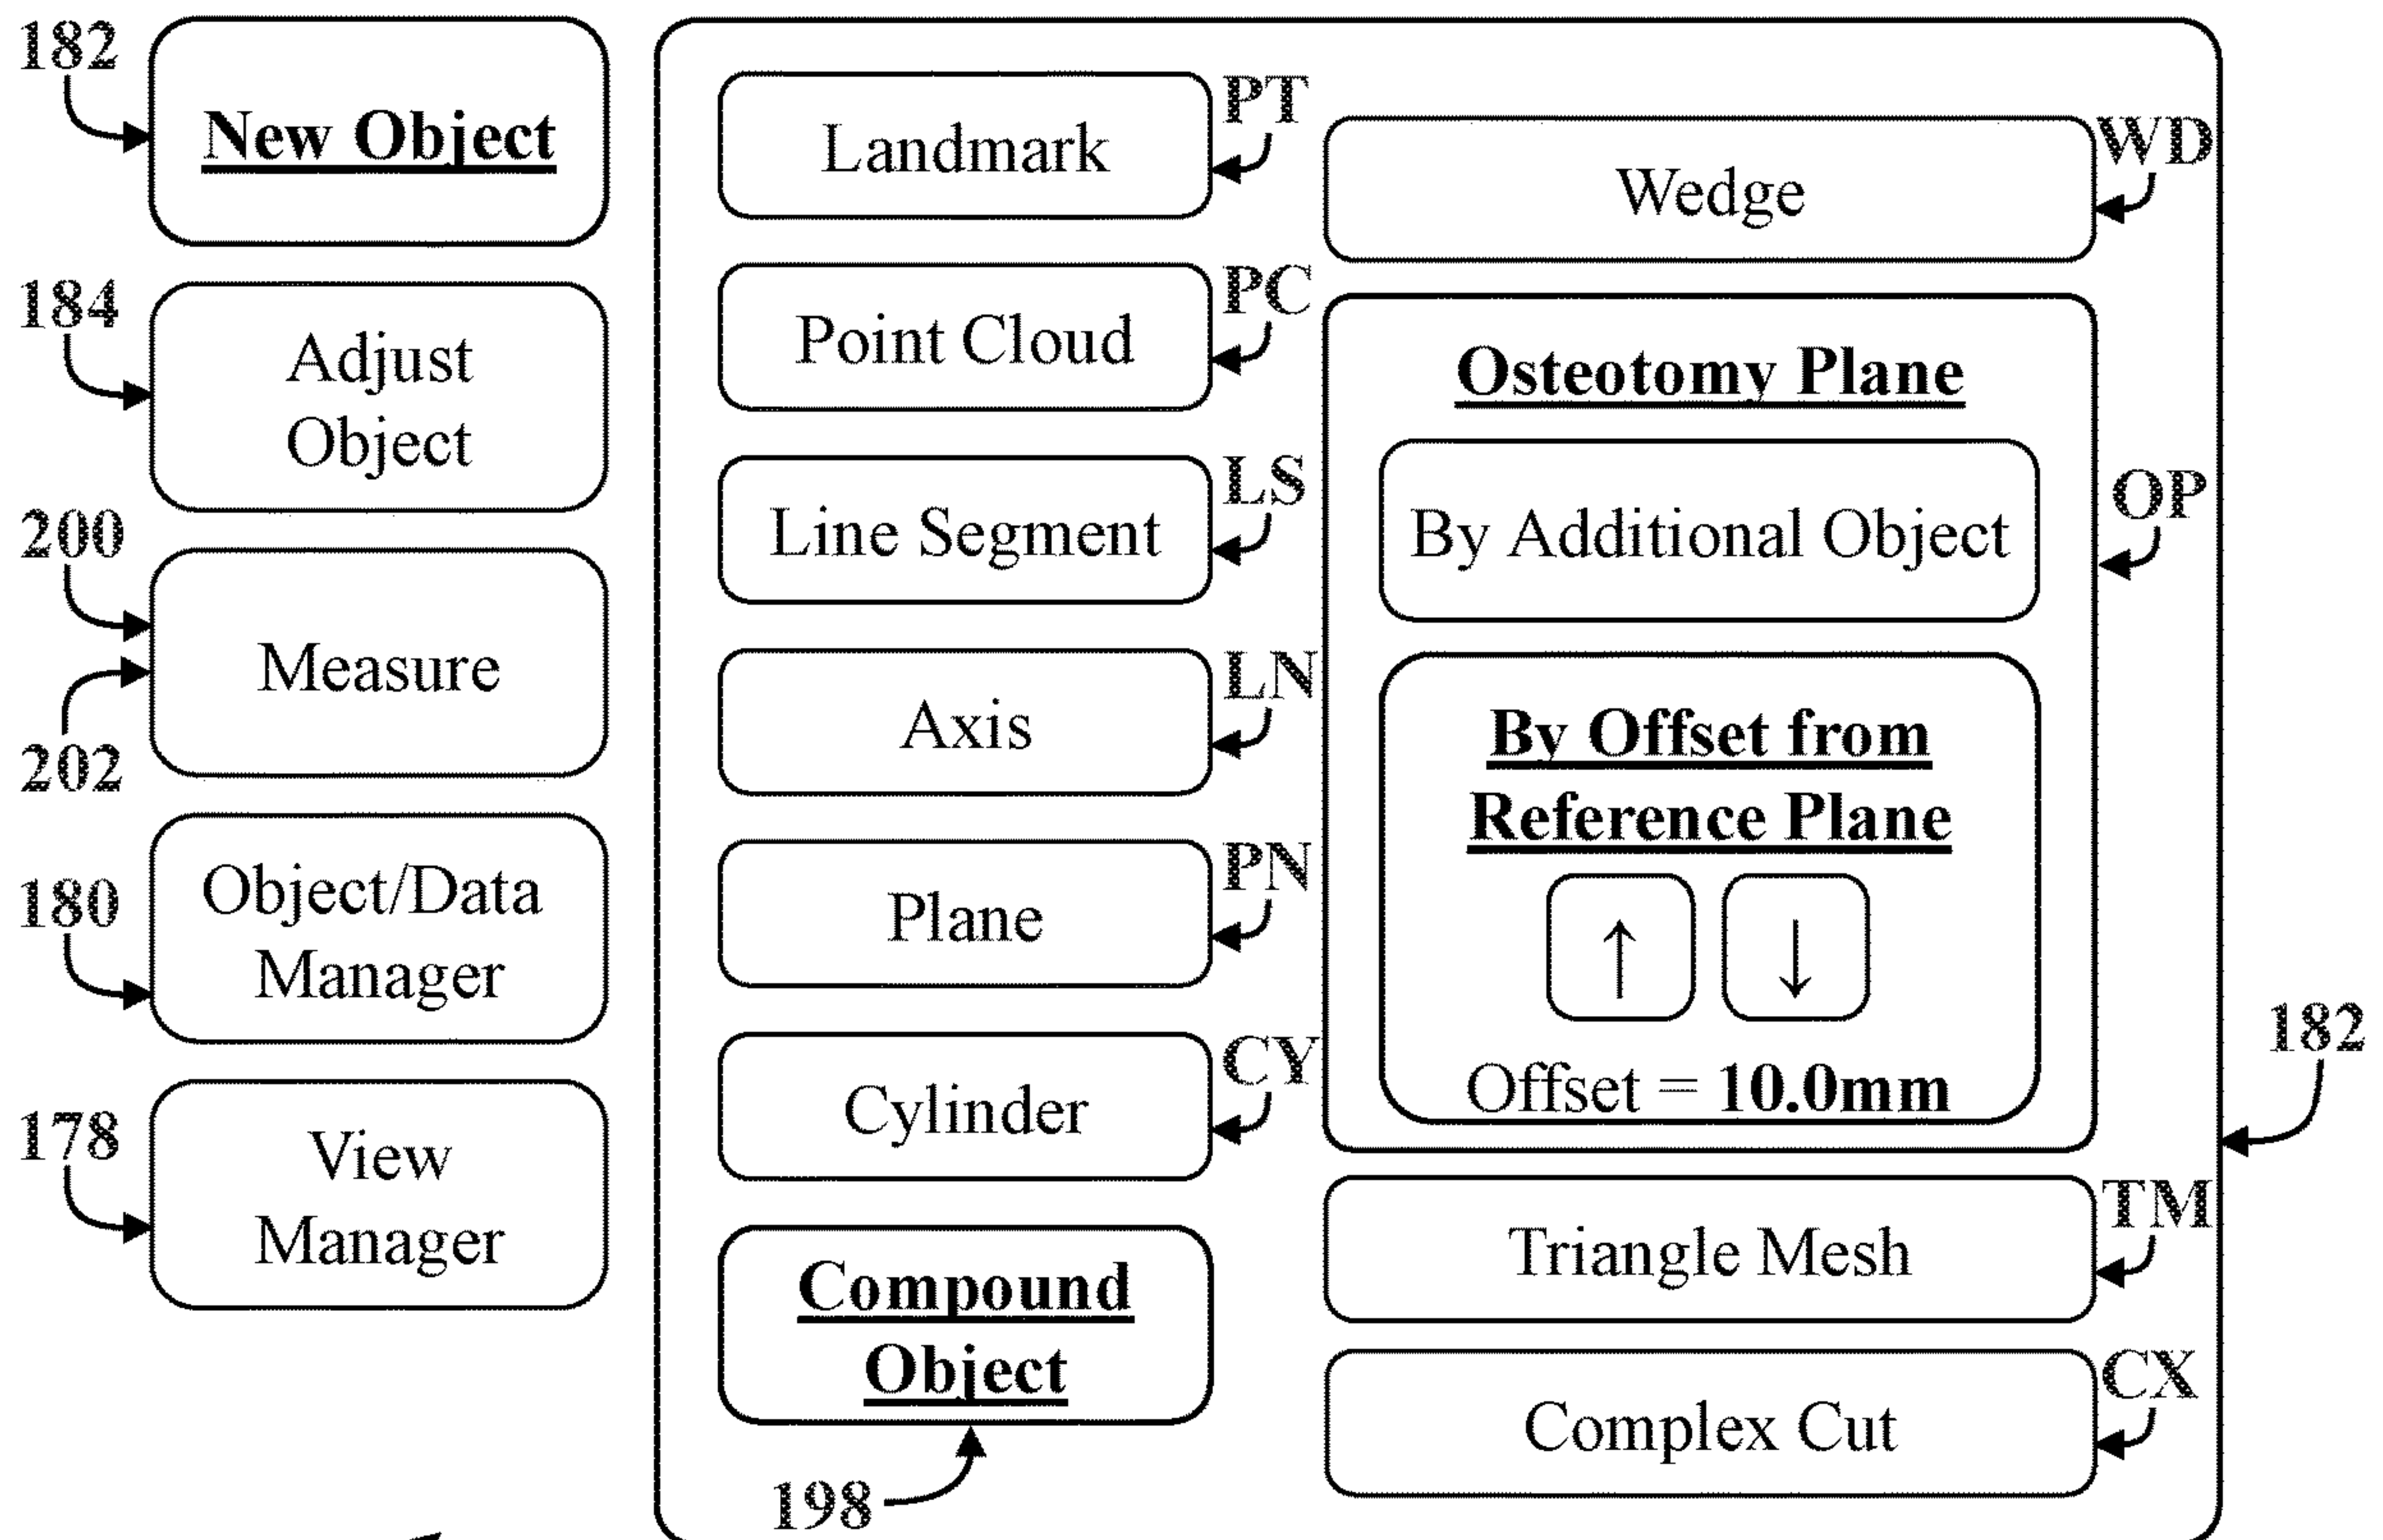 182
New Object
184
Adjust
Object
200
Measure
202
180
Object/Data
Manager
178
View
Manager
Landmark
PT
Point Cloud
PC
Line Segment
LS
Axis
LN
Plane
PN
Cylinder
CY
Compound
Object
198
Wedge
WD
Osteotomy Plane
By Additional Object
OP
By Offset from
Reference Plane
↑ ↓
Offset = 10.0mm
182
Triangle Mesh
TM
Complex Cut
CX